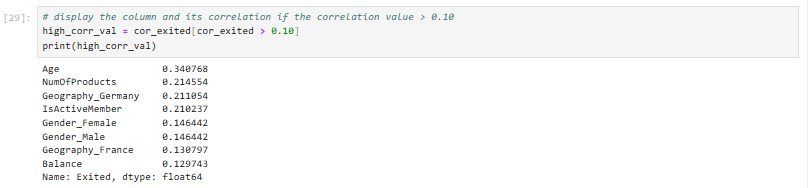 [29]: # display the column and its correlation if the correlation value > 0.10
high_corr_val = cor_exited[cor_exited > 0.10]
print(high_corr_val)
Age 0.340768
NumOfProducts 0.214554
Geography_Germany 0.211054
IsActiveMember 0.210237
Gender_Female 0.146442
Gender_Male 0.146442
Geography_France 0.130797
Balance 0.129743
Name: Exited, dtype: float64